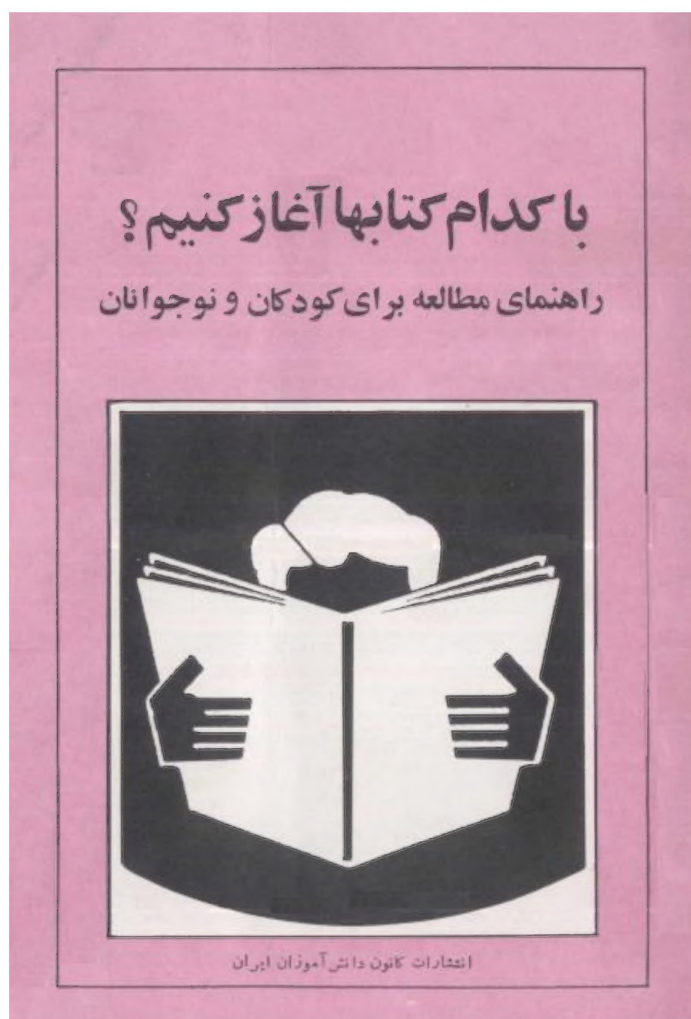 با کدام کتابها آغاز کنیم؟
راهنمای مطالعه برای کودکان و نوجوانان
انتشارات کانون دانش‌آموزان ایران